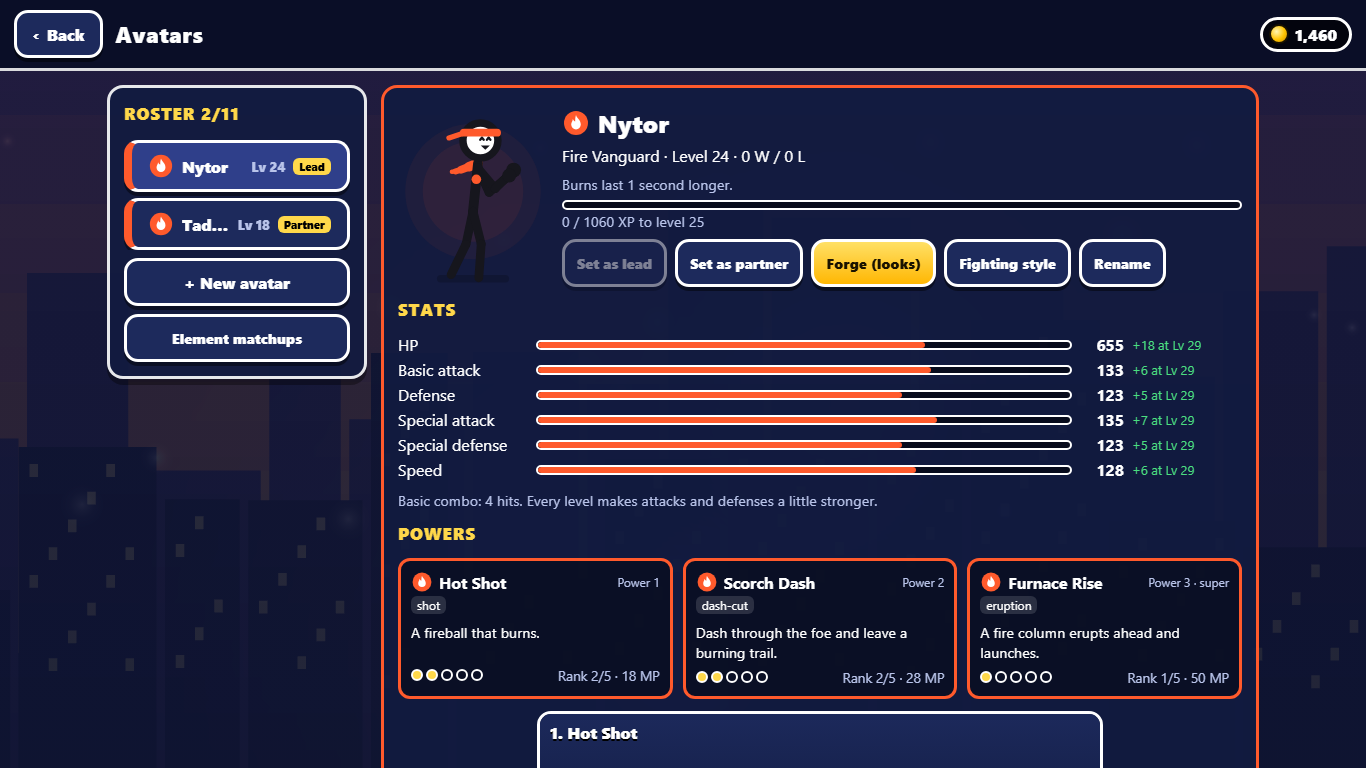 ‹ Back
Avatars
1,460
ROSTER 2/11
Nytor Lv 24 Lead
Tad... Lv 18 Partner
+ New avatar
Element matchups
Nytor
Fire Vanguard · Level 24 · 0 W / 0 L
Burns last 1 second longer.
0 / 1060 XP to level 25
Set as lead
Set as partner
Forge (looks)
Fighting style
Rename
STATS
HP 655 +18 at Lv 29
Basic attack 133 +6 at Lv 29
Defense 123 +5 at Lv 29
Special attack 135 +7 at Lv 29
Special defense 123 +5 at Lv 29
Speed 128 +6 at Lv 29
Basic combo: 4 hits. Every level makes attacks and defenses a little stronger.
POWERS
Hot Shot Power 1
shot
A fireball that burns.
Rank 2/5 · 18 MP
Scorch Dash Power 2
dash-cut
Dash through the foe and leave a
burning trail.
Rank 2/5 · 28 MP
Furnace Rise Power 3 · super
eruption
A fire column erupts ahead and
launches.
Rank 1/5 · 50 MP
1. Hot Shot